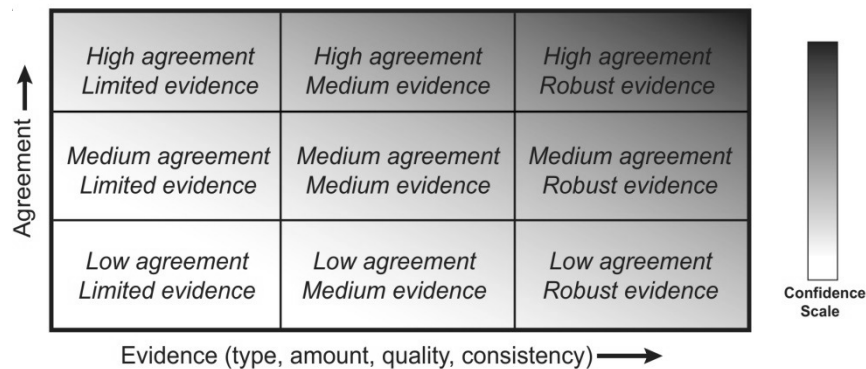 High agreement
Limited evidence
High agreement
Medium evidence
High agreement
Robust evidence
Medium agreement
Limited evidence
Medium agreement
Medium evidence
Medium agreement
Robust evidence
Low agreement
Limited evidence
Low agreement
Medium evidence
Low agreement
Robust evidence
Agreement
Evidence (type, amount, quality, consistency)
Confidence
Scale